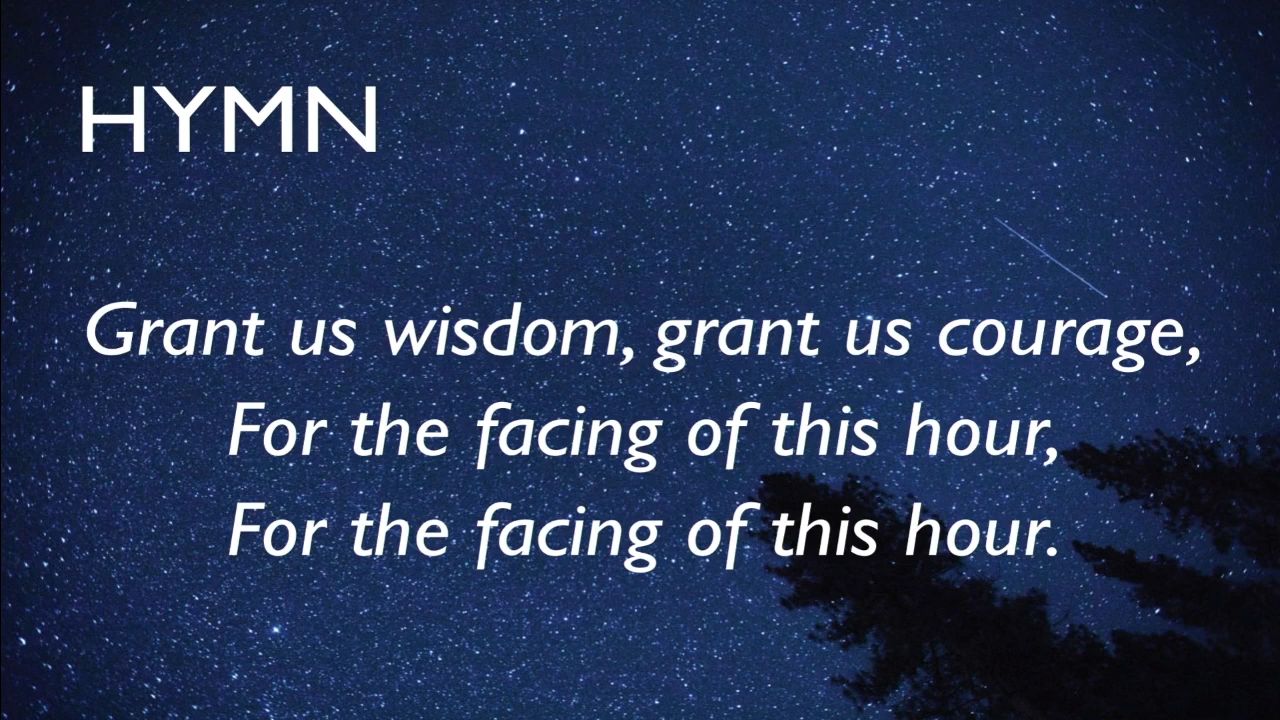 HYMN
Grant us wisdom, grant us courage,
For the facing of this hour,
For the facing of this hour.